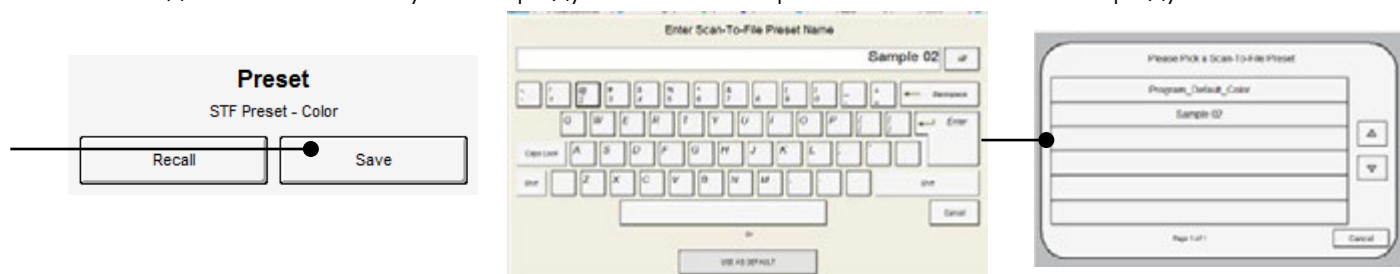 Preset
STF Preset - Color
Recall
Save
Enter Scan-To-File Preset Name
Sample 02
Backspace
Q W E R T Y U I O P
Enter
Caps Lock
A S D F G H J K L
Shift
Z X C V B N M
Shift
Cancel
Or
USE AS DEFAULT
Please Pick a Scan-To-File Preset
Program_Default_Color
Sample 02
Page 1 of 1
Cancel